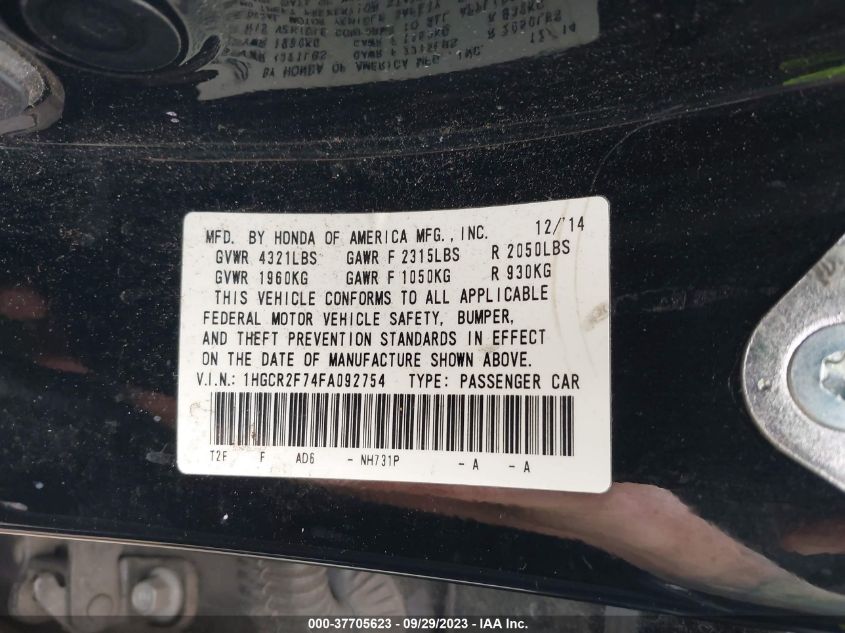 MFD. BY HONDA OF AMERICA MFG., INC. 12/'14
GVWR 4321LBS GAWR F 2315LBS R 2050LBS
GVWR 1960KG GAWR F 1050KG R 930KG
THIS VEHICLE CONFORMS TO ALL APPLICABLE
FEDERAL MOTOR VEHICLE SAFETY, BUMPER,
AND THEFT PREVENTION STANDARDS IN EFFECT
ON THE DATE OF MANUFACTURE SHOWN ABOVE.
V.I.N.: 1HGCR2F74FA092754 TYPE: PASSENGER CAR
T2F F AD6 - NH731P - A - A
000-37705623 - 09/29/2023 - IAA Inc.